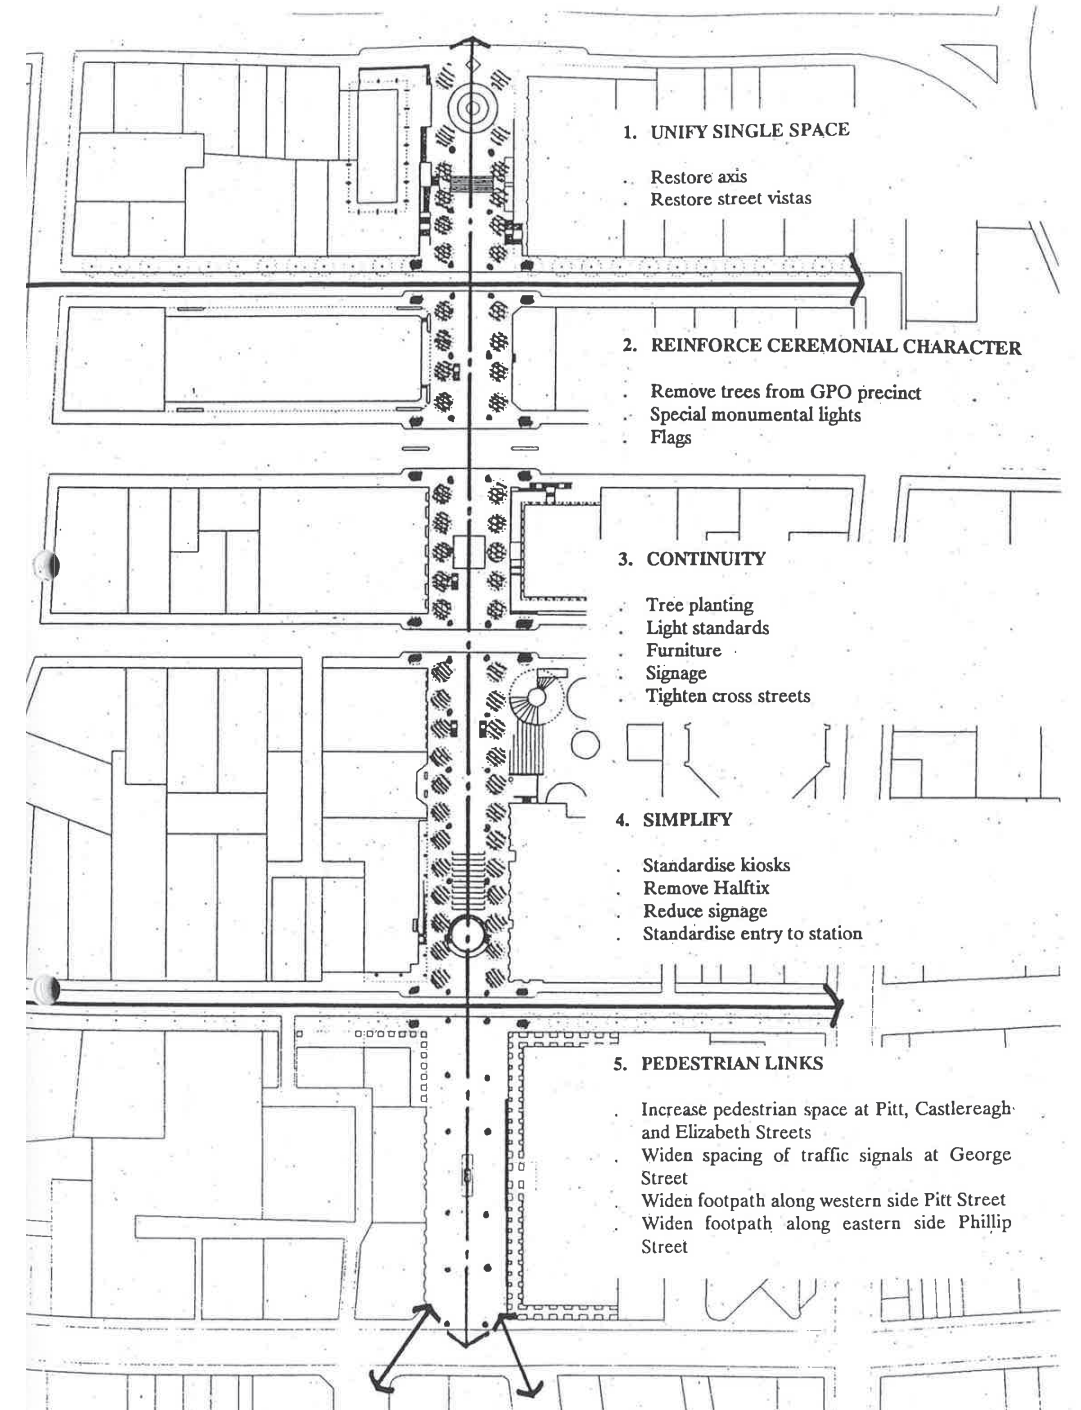 1. UNIFY SINGLE SPACE
. Restore axis
. Restore street vistas
2. REINFORCE CEREMONIAL CHARACTER
. Remove trees from GPO precinct
. Special monumental lights
. Flags
3. CONTINUITY
. Tree planting
. Light standards
. Furniture
. Signage
. Tighten cross streets
4. SIMPLIFY
. Standardise kiosks
. Remove Halftix
. Reduce signage
. Standardise entry to station
5. PEDESTRIAN LINKS
. Increase pedestrian space at Pitt, Castlereagh
and Elizabeth Streets
. Widen spacing of traffic signals at George
Street
. Widen footpath along western side Pitt Street
. Widen footpath along eastern side Phillip
Street